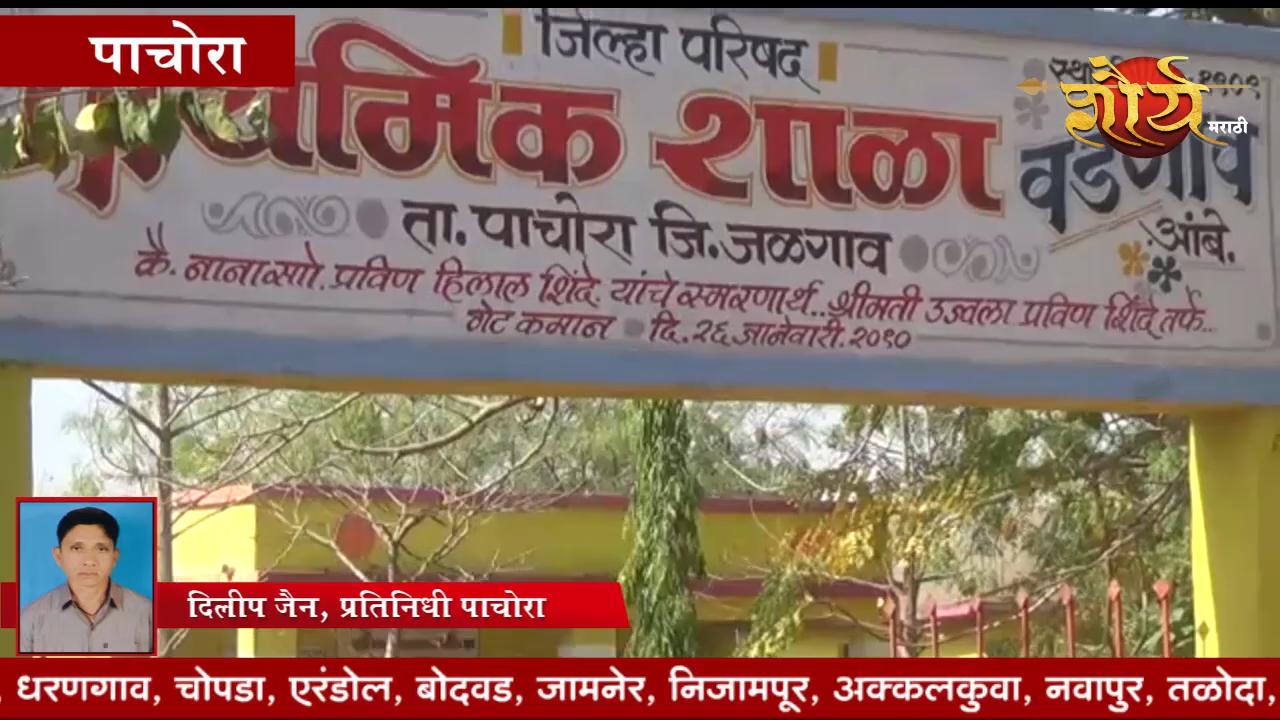 पाचोरा
जिल्हा परिषद
प्राथमिक शाळा वडगांव
आंबे.
शौर्य
मराठी
ता. पाचोरा जि. जळगाव
कै. नानासाो. प्रविण हिलाल शिंदे. यांचे स्मरणार्थ.. श्रीमती उज्वला प्रविण शिंदे तर्फे..
गेट कमान दि. २६ जानेवारी. २०१०
दिलीप जैन, प्रतिनिधी पाचोरा
धरणगाव, चोपडा, एरंडोल, बोदवड, जामनेर, निजामपूर, अक्कलकुवा, नवापुर, तळोदा,